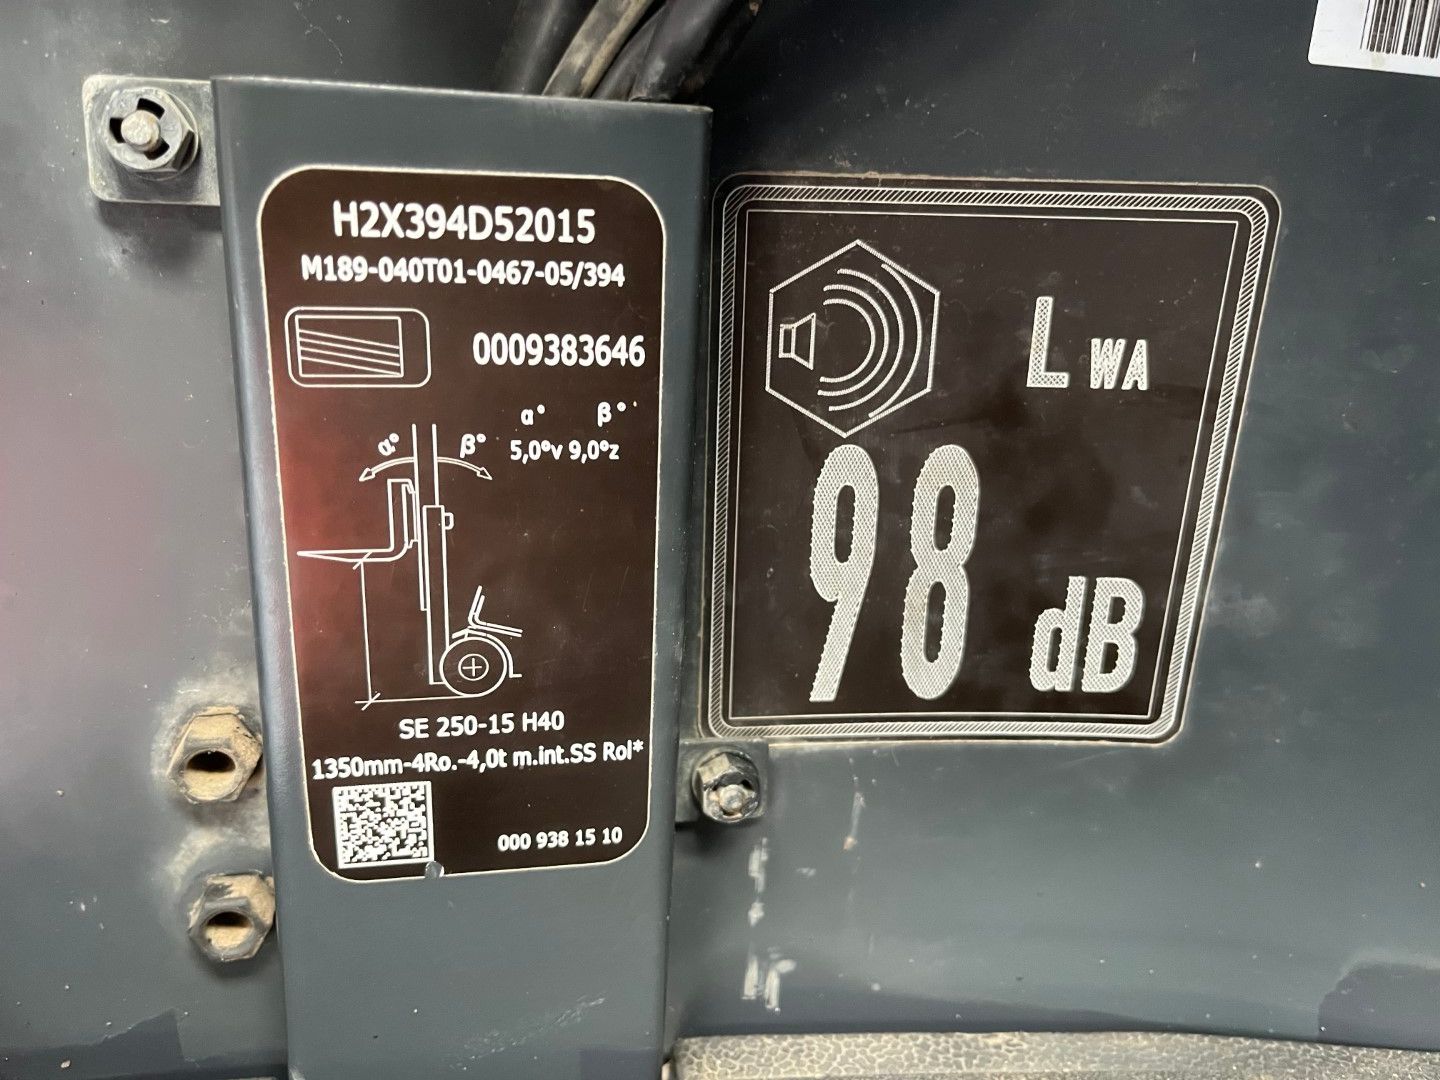 H2X394D52015
M189-040T01-0467-05/394
0009383646
α° β°
5,0°v 9,0°z
α° β°
SE 250-15 H40
1350mm-4Ro.-4,0t m.int.SS Rol*
000 938 15 10
LWA
98 dB